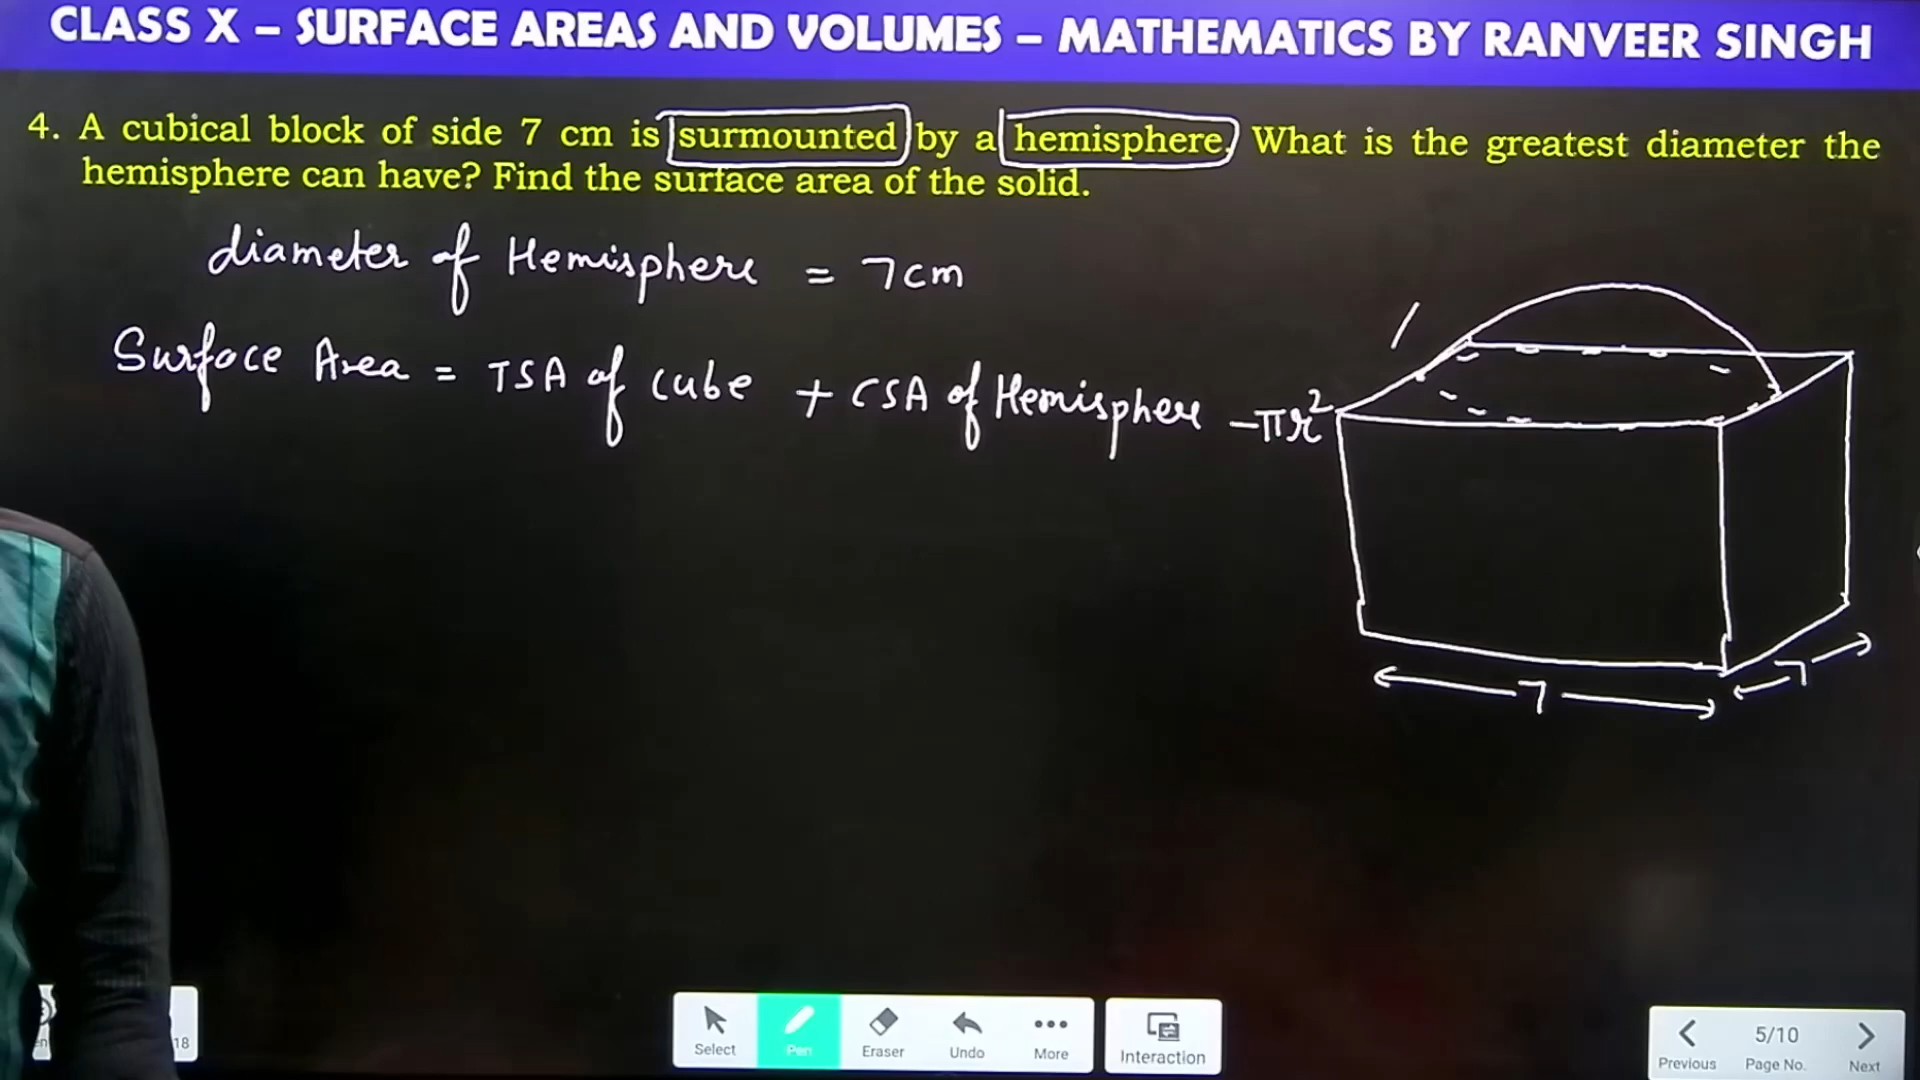 CLASS X – SURFACE AREAS AND VOLUMES – MATHEMATICS BY RANVEER SINGH
4. A cubical block of side 7 cm is surmounted by a hemisphere. What is the greatest diameter the
hemisphere can have? Find the surface area of the solid.
diameter of Hemisphere = 7cm
Surface Area = TSA of cube + CSA of Hemisphere - πr²
7
7
18
Select
Pen
Eraser
Undo
More
Interaction
Previous
5/10
Page No.
Next